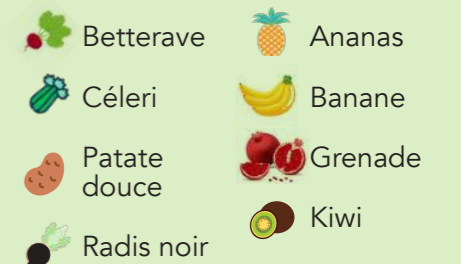 Betterave
Céleri
Patate
douce
Radis noir
Ananas
Banane
Grenade
Kiwi